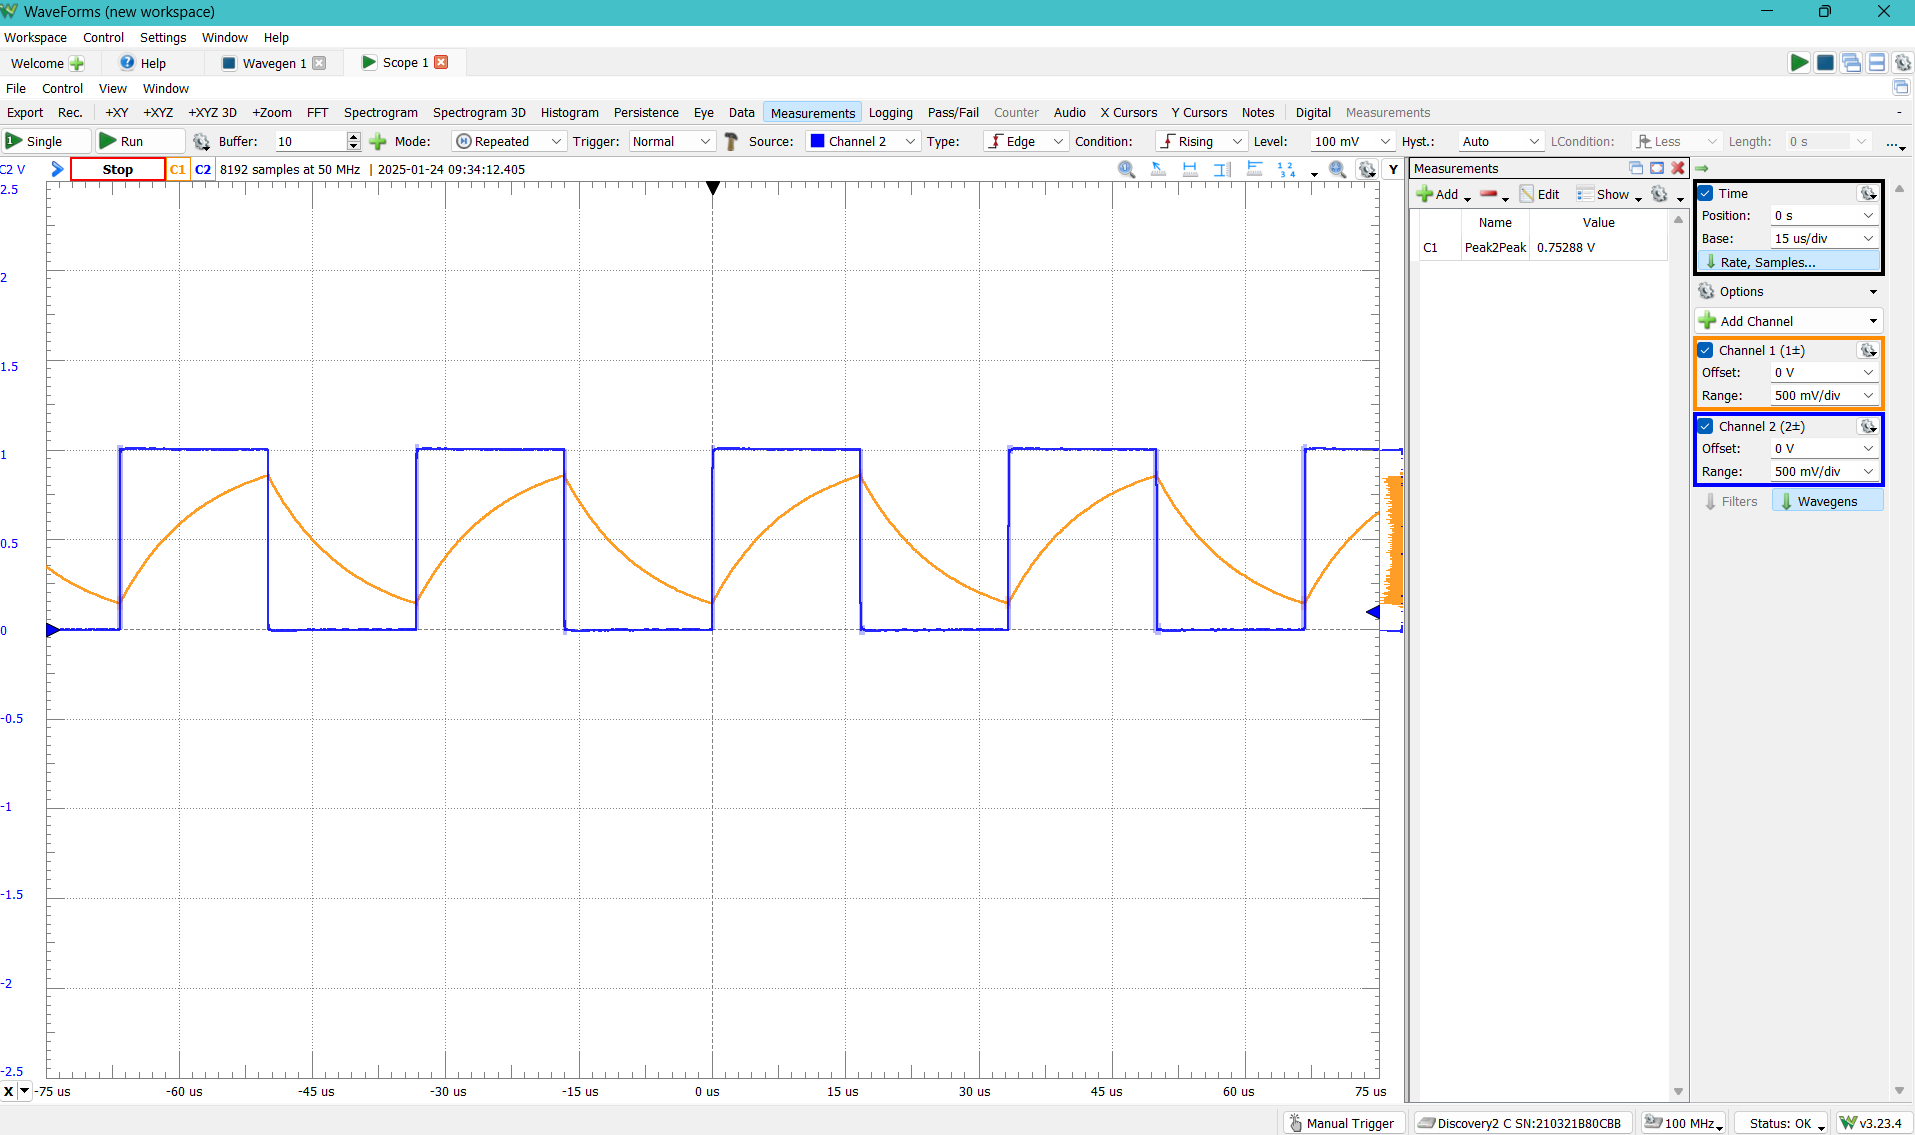 WaveForms (new workspace)
Workspace Control Settings Window Help
Welcome Help Wavegen 1 Scope 1
File Control View Window
Export Rec. +XY +XYZ +XYZ 3D +Zoom FFT Spectrogram Spectrogram 3D Histogram Persistence Eye Data Measurements Logging Pass/Fail Counter Audio X Cursors Y Cursors Notes Digital Measurements -
1 Single Run Buffer: 10 Mode: Repeated Trigger: Normal Source: Channel 2 Type: Edge Condition: Rising Level: 100 mV Hyst.: Auto LCondition: Less Length: 0 s ...
C2 V Stop C1 C2 8192 samples at 50 MHz | 2025-01-24 09:34:12.405 1 2 3 4 Y
2.5
2
1.5
1
0.5
0
-0.5
-1
-1.5
-2
-2.5
X -75 us -60 us -45 us -30 us -15 us 0 us 15 us 30 us 45 us 60 us 75 us
Measurements
Add Edit Show
Name Value
C1 Peak2Peak 0.75288 V
Time
Position: 0 s
Base: 15 us/div
Rate, Samples...
Options
Add Channel
Channel 1 (1±)
Offset: 0 V
Range: 500 mV/div
Channel 2 (2±)
Offset: 0 V
Range: 500 mV/div
Filters Wavegens
Manual Trigger Discovery2 C SN:210321B80CBB 100 MHz Status: OK v3.23.4